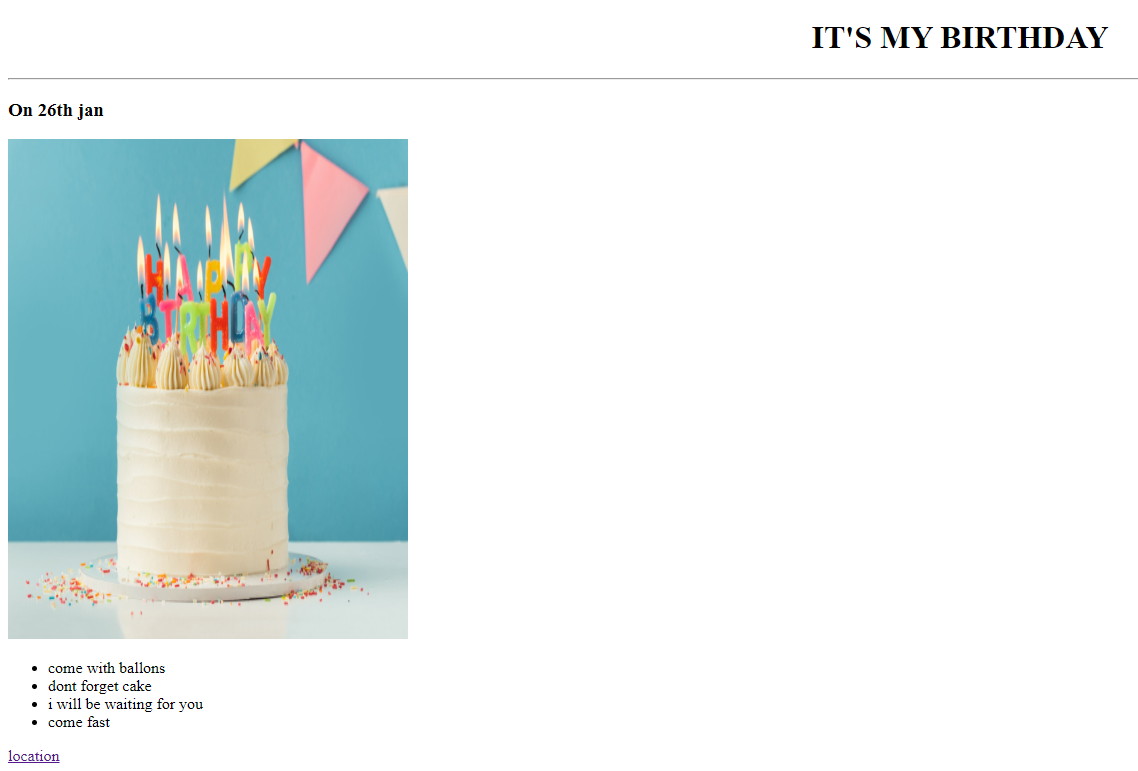 IT'S MY BIRTHDAY
On 26th jan
HAPPY
BIRTHDAY
come with ballons
dont forget cake
i will be waiting for you
come fast
location